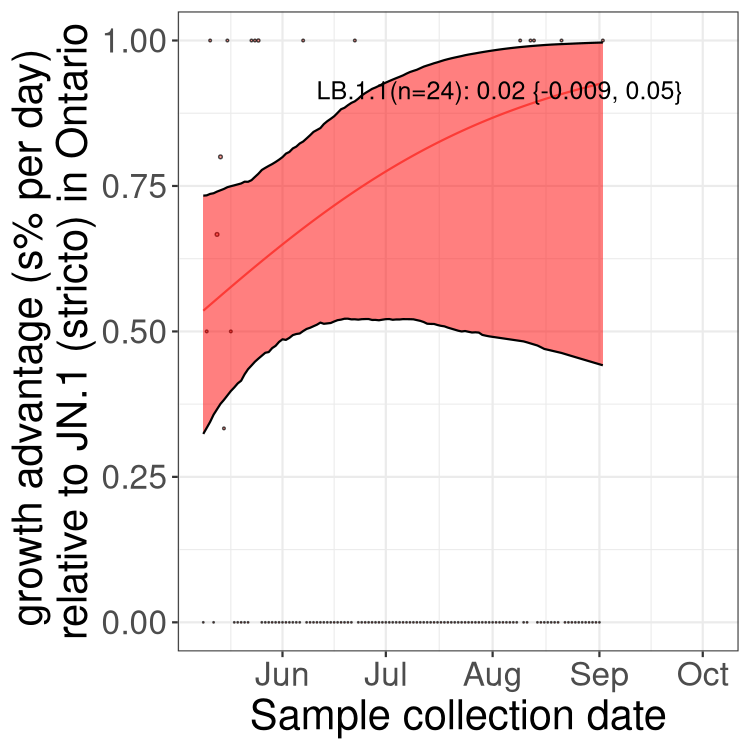 growth advantage (s% per day)
relative to JN.1 (stricto) in Ontario
1.00
0.75
0.50
0.25
0.00
LB.1.1(n=24): 0.02 {-0.009, 0.05}
Jun Jul Aug Sep Oct
Sample collection date